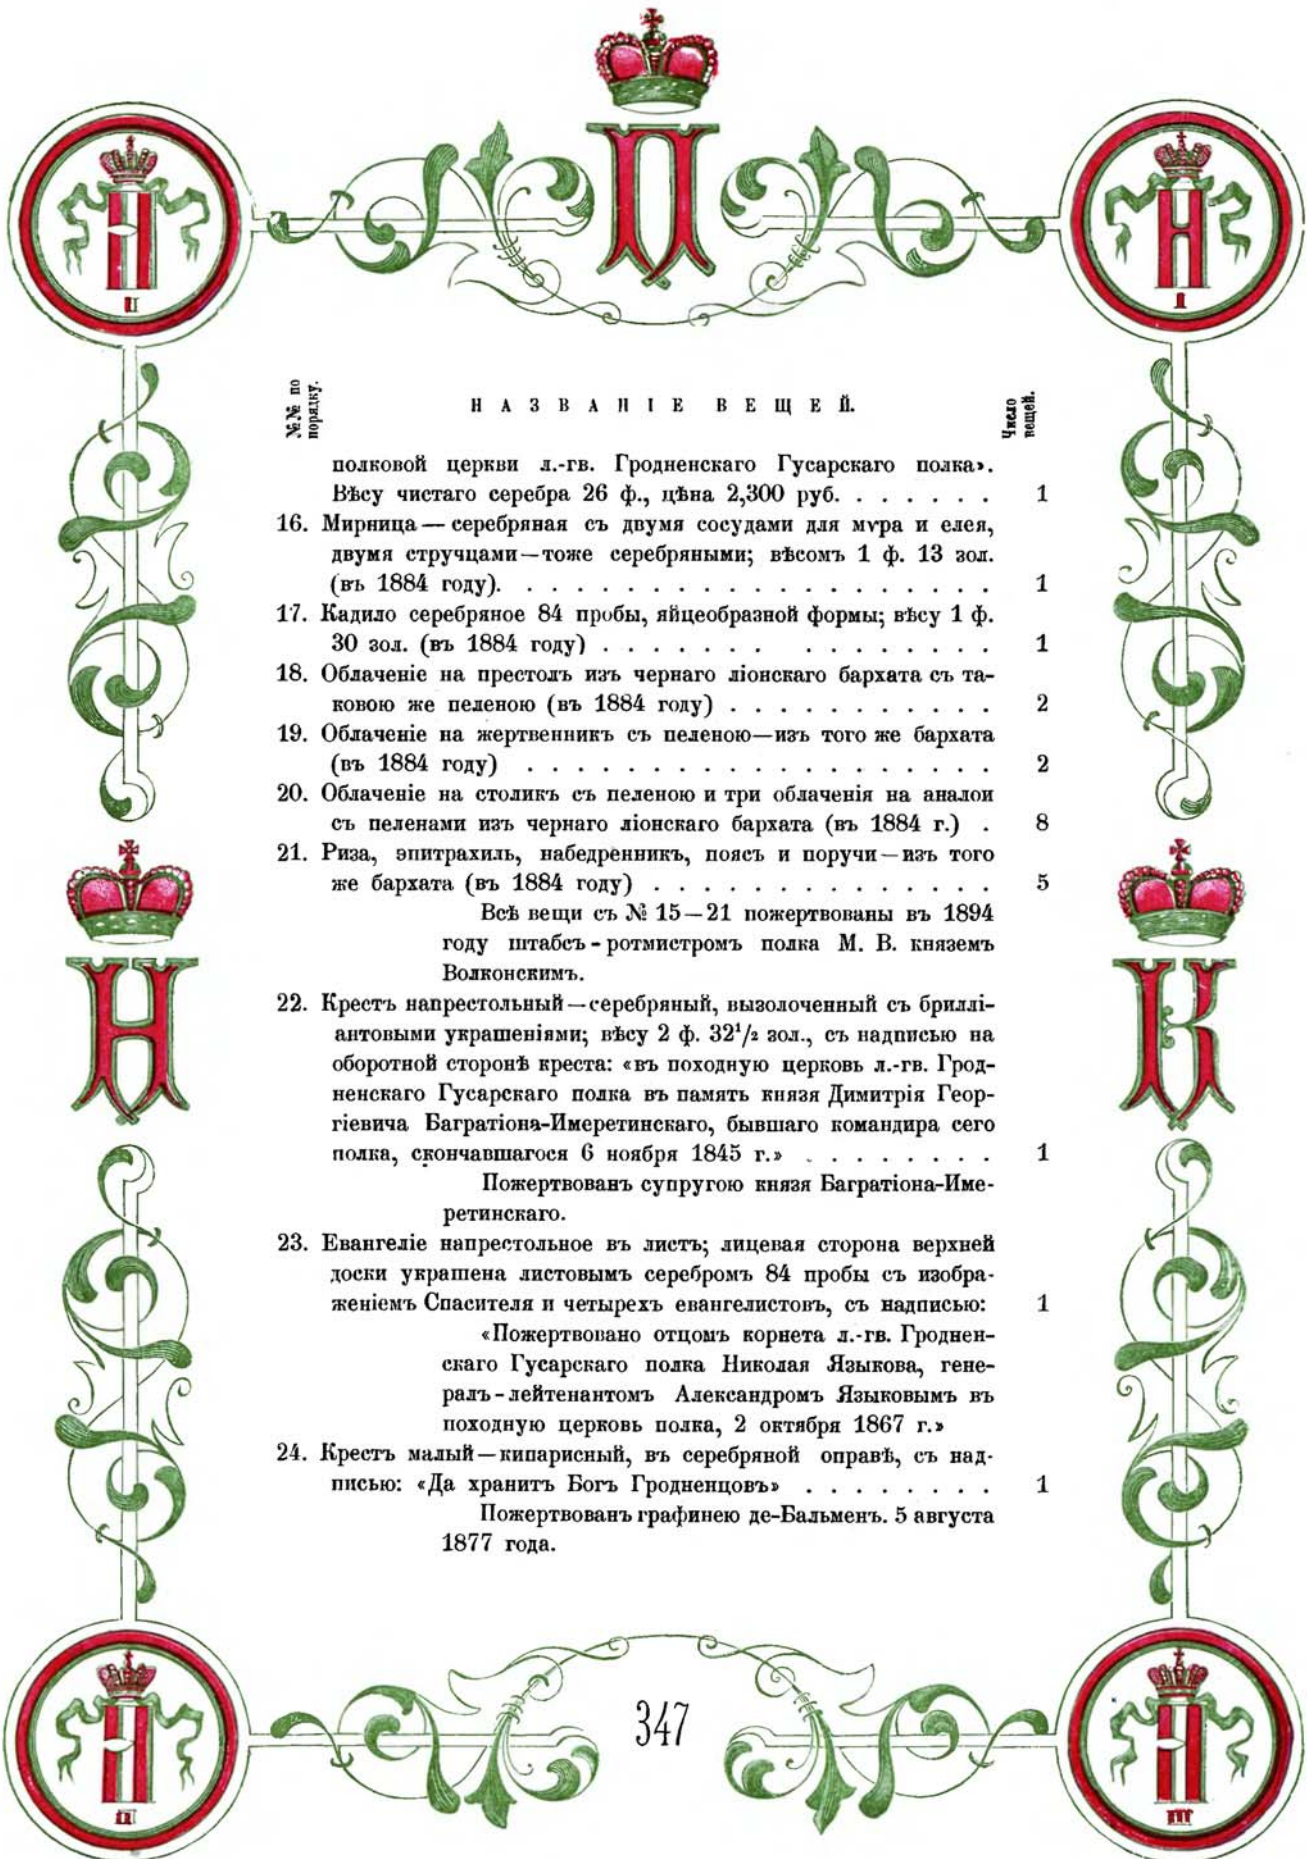 №№ по
порядку.
НАЗВАНІЕ ВЕЩЕЙ.
Число
вещей.
полковой церкви л.-гв. Гродненскаго Гусарскаго полка».
Вѣсу чистаго серебра 26 ф., цѣна 2,300 руб. . . . . . . . 1
16. Мирница — серебряная съ двумя сосудами для мѵра и елея,
двумя стручцами—тоже серебряными; вѣсомъ 1 ф. 13 зол.
(въ 1884 году). . . . . . . . . . . . . . . . . . . . 1
17. Кадило серебряное 84 пробы, яйцеобразной формы; вѣсу 1 ф.
30 зол. (въ 1884 году) . . . . . . . . . . . . . . . . 1
18. Облаченіе на престолъ изъ чернаго ліонскаго бархата съ та-
ковою же пеленою (въ 1884 году) . . . . . . . . . . . . 2
19. Облаченіе на жертвенникъ съ пеленою—изъ того же бархата
(въ 1884 году) . . . . . . . . . . . . . . . . . . . 2
20. Облаченіе на столикъ съ пеленою и три облаченія на аналои
съ пеленами изъ чернаго ліонскаго бархата (въ 1884 г.) . 8
21. Риза, эпитрахиль, набедренникъ, поясъ и поручи—изъ того
же бархата (въ 1884 году) . . . . . . . . . . . . . . 5
Всѣ вещи съ № 15—21 пожертвованы въ 1894
году штабсъ-ротмистромъ полка М. В. княземъ
Волконскимъ.
22. Крестъ напрестольный—серебряный, вызолоченный съ бриллі-
антовыми украшеніями; вѣсу 2 ф. 32¹/₂ зол., съ надписью на
оборотной сторонѣ креста: «въ походную церковь л.-гв. Грод-
ненскаго Гусарскаго полка въ память князя Димитрія Геор-
гіевича Багратіона-Имеретинскаго, бывшаго командира сего
полка, скончавшагося 6 ноября 1845 г.» . . . . . . . . 1
Пожертвованъ супругою князя Багратіона-Име-
ретинскаго.
23. Евангеліе напрестольное въ листъ; лицевая сторона верхней
доски украшена листовымъ серебромъ 84 пробы съ изобра-
женіемъ Спасителя и четырехъ евангелистовъ, съ надписью: 1
«Пожертвовано отцомъ корнета л.-гв. Гроднен-
скаго Гусарскаго полка Николая Языкова, гене-
ралъ-лейтенантомъ Александромъ Языковымъ въ
походную церковь полка, 2 октября 1867 г.»
24. Крестъ малый—кипарисный, въ серебряной оправѣ, съ над-
писью: «Да хранитъ Богъ Гродненцовъ» . . . . . . . . 1
Пожертвованъ графинею де-Бальменъ. 5 августа
1877 года.
347